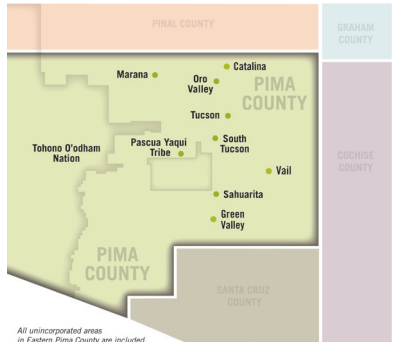 PINAL COUNTY
GRAHAM
COUNTY
Catalina
Marana
Oro
Valley
PIMA
COUNTY
Tucson
Tohono O'odham
Nation
Pascua Yaqui
Tribe
South
Tucson
COCHISE
COUNTY
Vail
Sahuarita
Green
Valley
PIMA
COUNTY
SANTA CRUZ
COUNTY
All unincorporated areas
in Eastern Pima County are included